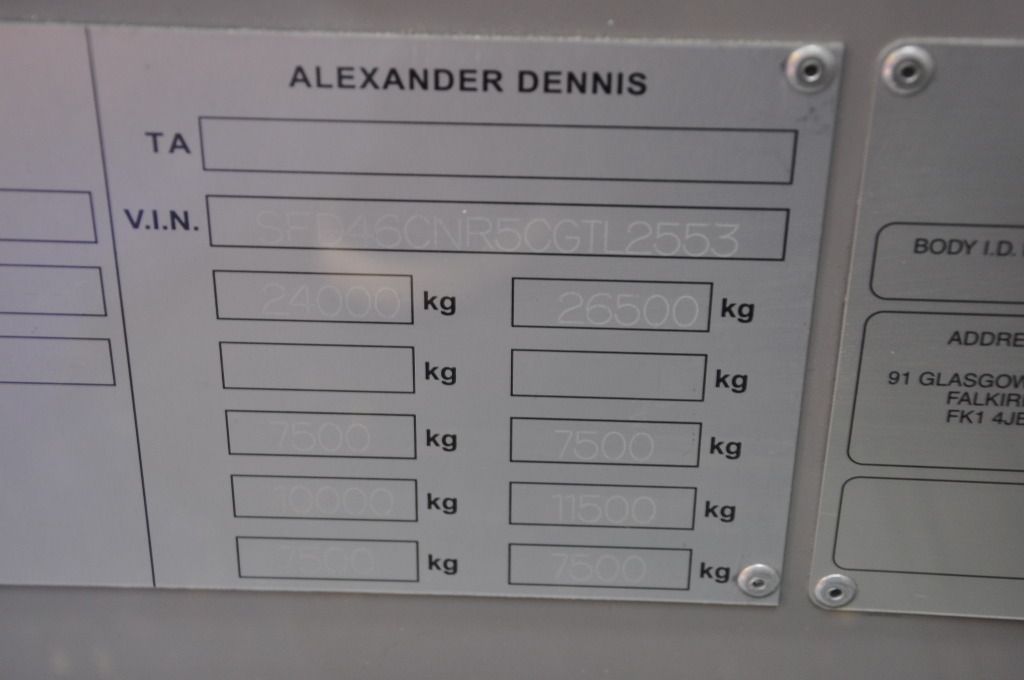 ALEXANDER DENNIS
TA
V.I.N. SFD46CNR5CGTL2553
24000 kg 26500 kg
kg kg
7500 kg 7500 kg
10000 kg 11500 kg
7500 kg 7500 kg
BODY I.D.
ADDRE
91 GLASGOW
FALKIR
FK1 4JB